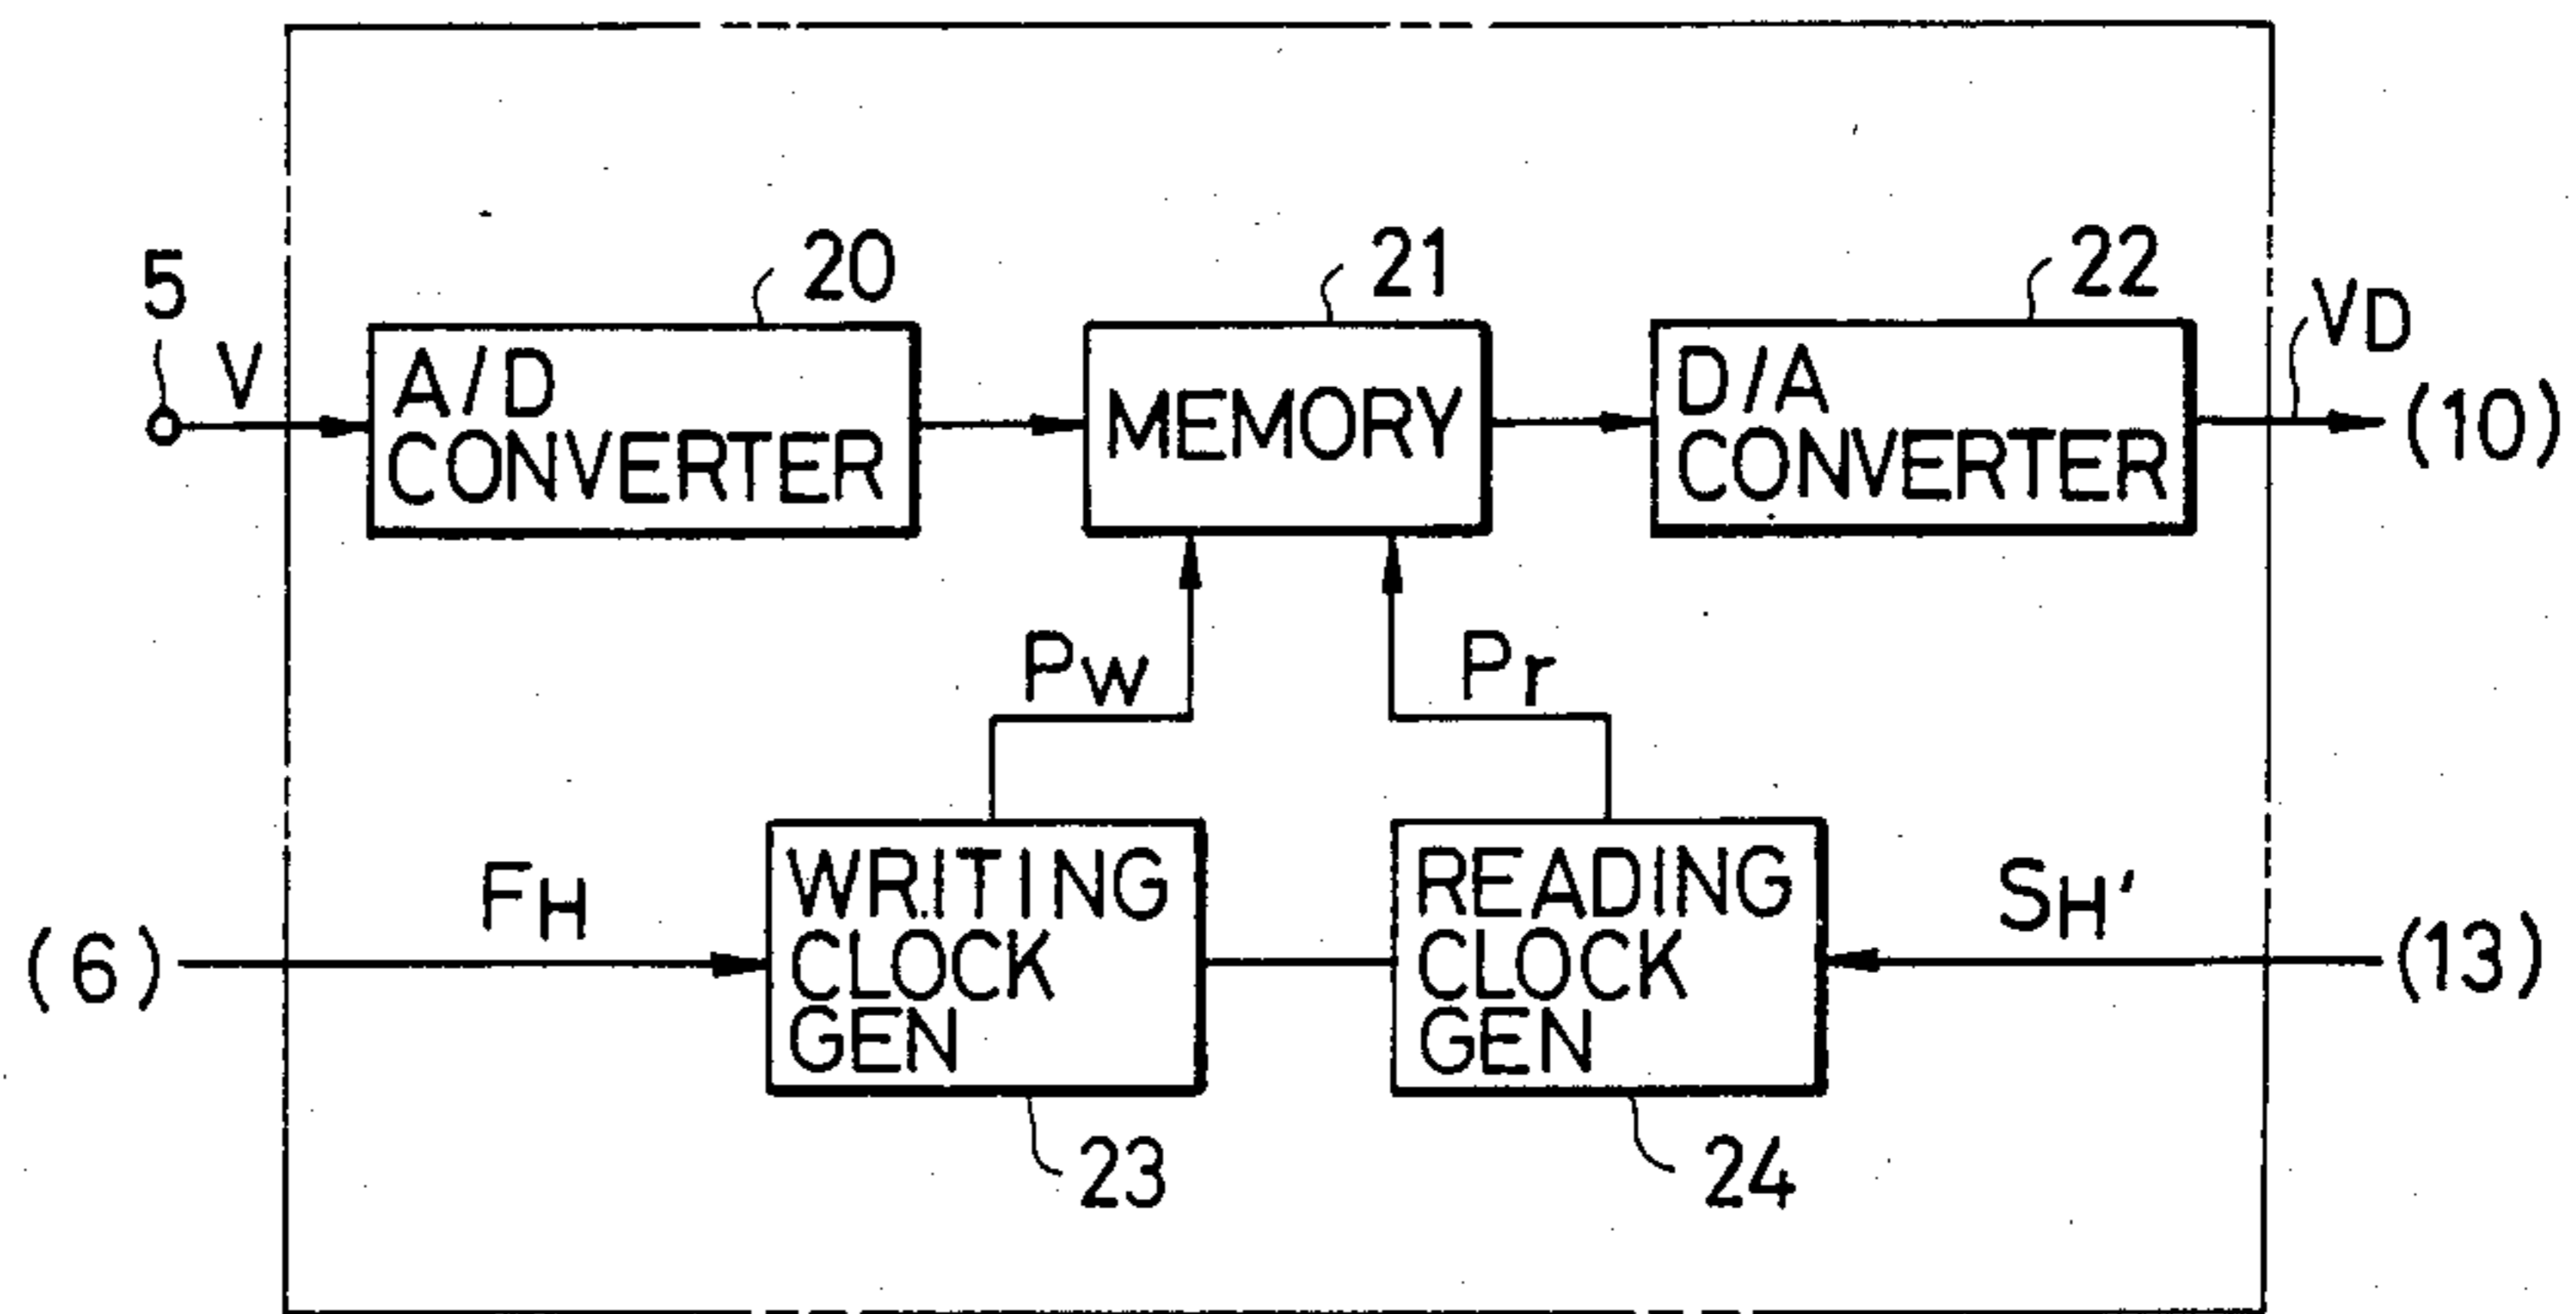 20
21
22
5
V
A/D
CONVERTER
MEMORY
D/A
CONVERTER
VD
(10)
Pw
Pr
(6)
FH
WRITING
CLOCK
GEN
READING
CLOCK
GEN
SH'
(13)
23
24